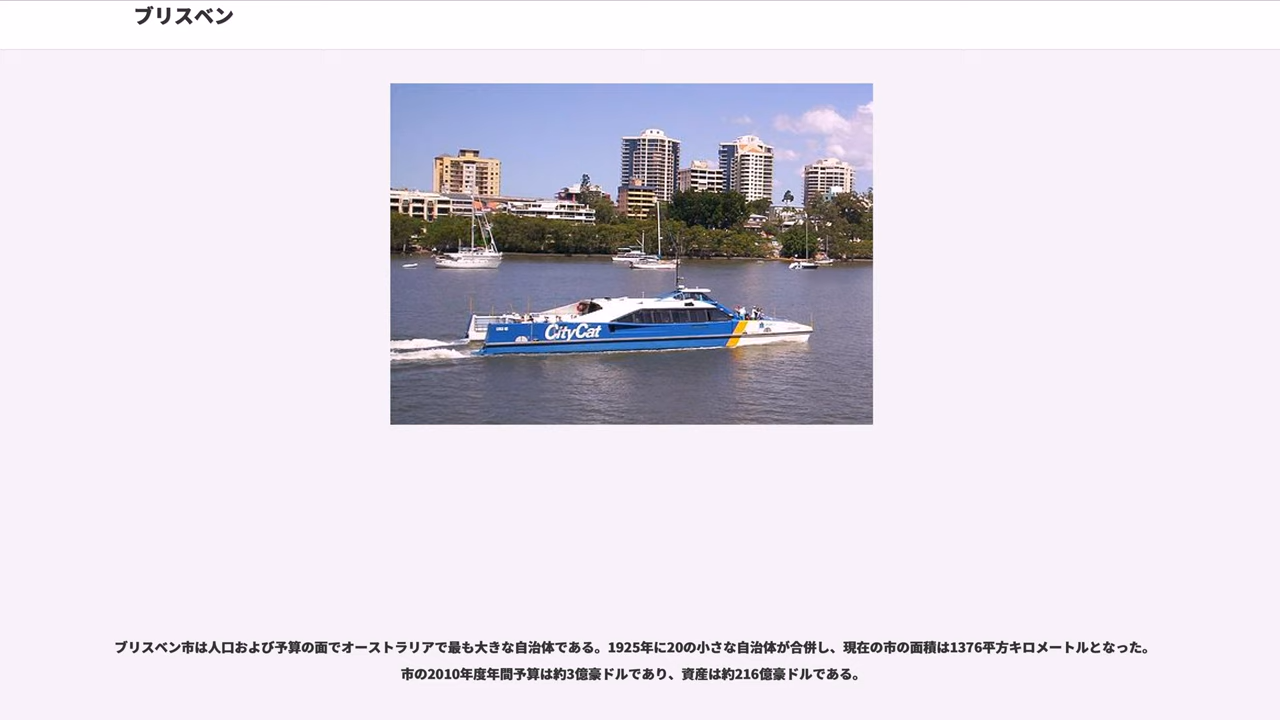 ブリスベン
CityCat
ブリスベン市は人口および予算の面でオーストラリアで最も大きな自治体である。1925年に20の小さな自治体が合併し、現在の市の面積は1376平方キロメートルとなった。
市の2010年度年間予算は約3億豪ドルであり、資産は約216億豪ドルである。